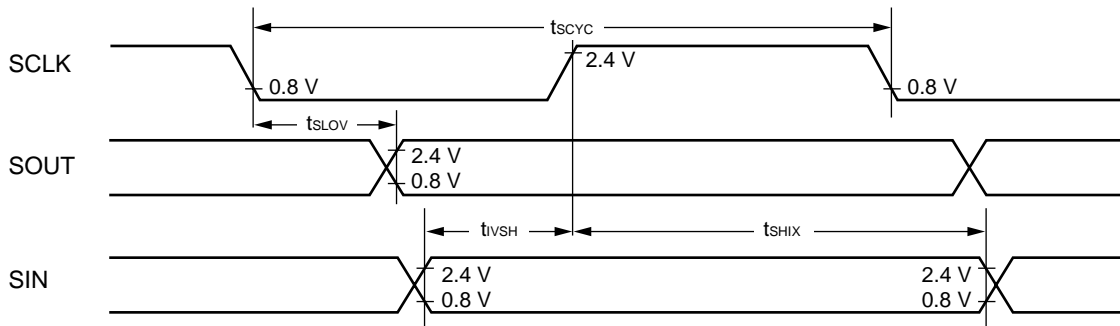 tSCYC
SCLK
2.4 V
0.8 V
0.8 V
tSLOV
SOUT
2.4 V
0.8 V
tIVSH
tSHIX
SIN
2.4 V
2.4 V
0.8 V
0.8 V